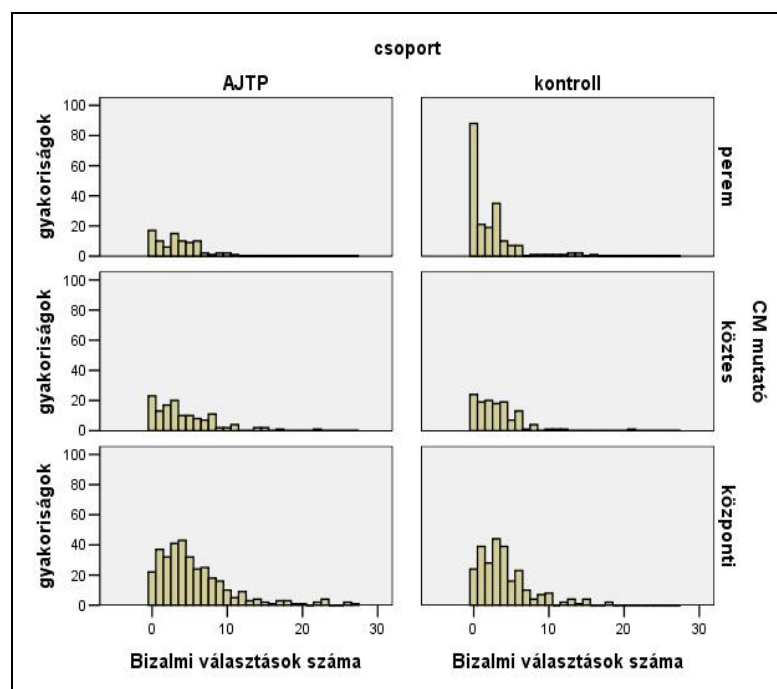 csoport
AJTP kontroll
gyakoriságok
100
80
60
40
20
0
perem
gyakoriságok
100
80
60
40
20
0
köztes
CM mutató
gyakoriságok
100
80
60
40
20
0
központi
0 10 20 30 0 10 20 30
Bizalmi választások száma Bizalmi választások száma